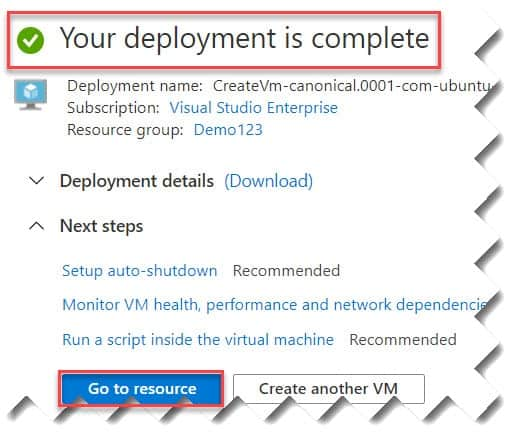 Your deployment is complete
Deployment name: CreateVm-canonical.0001-com-ubuntu-
Subscription: Visual Studio Enterprise
Resource group: Demo123
Deployment details (Download)
Next steps
Setup auto-shutdown Recommended
Monitor VM health, performance and network dependencie
Run a script inside the virtual machine Recommended
Go to resource Create another VM